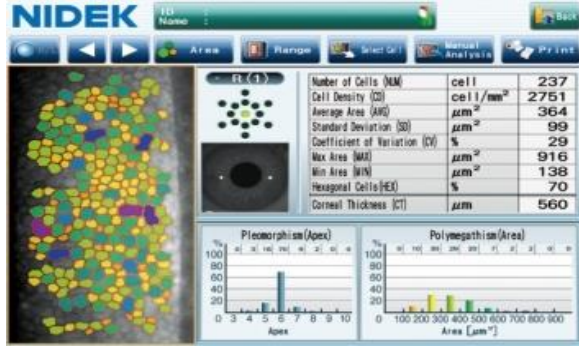 NIDEK
ID :
Name :
Back
Area
Range
Select Cell
Manual Analysis
Print
R(1)
Number of Cells (NUM) cell 237
Cell Density (CD) cell/mm² 2751
Average Area (AVG) μm² 364
Standard Deviation (SD) μm² 99
Coefficient of Variation (CV) % 29
Max Area (MAX) μm² 916
Min Area (MIN) μm² 138
Hexagonal Cells(HEX) % 70
Corneal Thickness (CT) μm 560
Pleomorphism(Apex)
%
100
80
60
40
20
0 3 4 5 6 7 8 9 10
Apex
Polymegathism(Area)
%
100
80
60
40
20
0 100 200 300 400 500 600 700 800 900
Area [μm²]